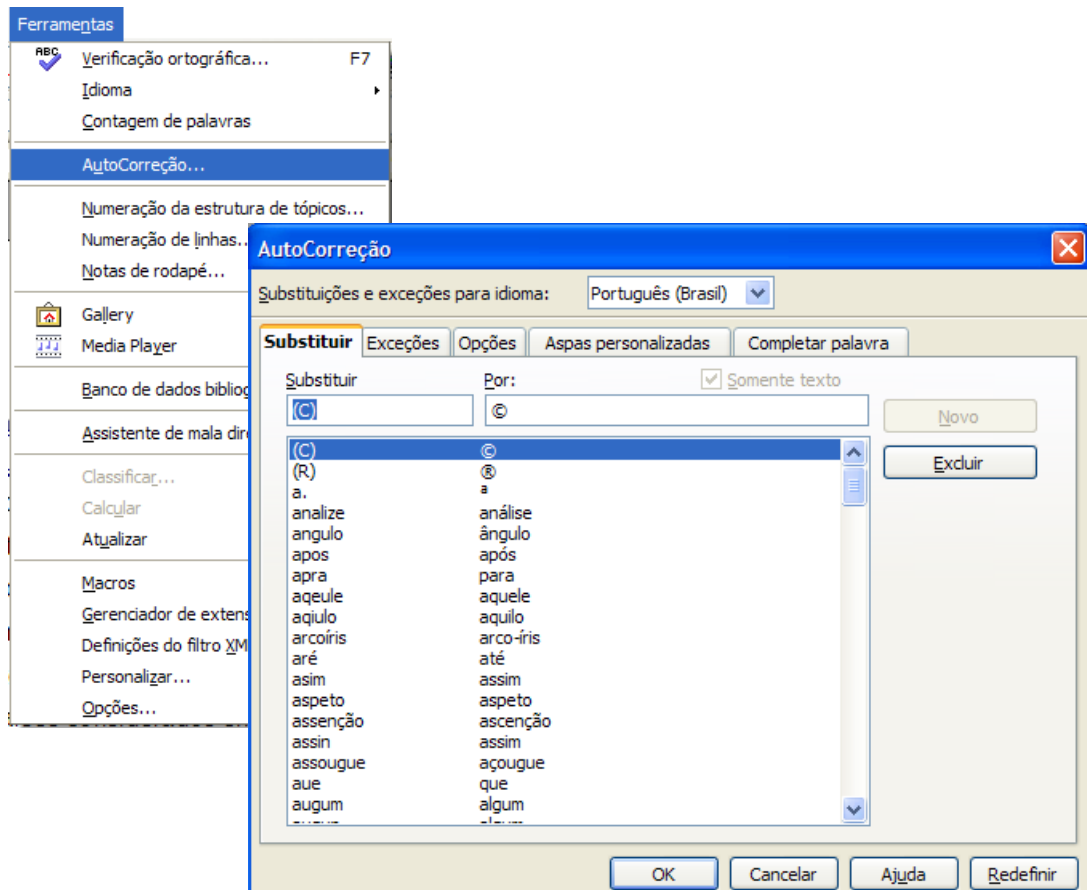 Ferramentas
ABC Verificação ortográfica... F7
Idioma
Contagem de palavras
AutoCorreção...
Numeração da estrutura de tópicos...
Numeração de linhas..
Notas de rodapé...
Gallery
Media Player
Banco de dados bibliog
Assistente de mala dir
Classificar...
Calcular
Atualizar
Macros
Gerenciador de extens
Definições do filtro XM
Personalizar...
Opções...
AutoCorreção
Substituições e exceções para idioma: Português (Brasil)
Substituir Exceções Opções Aspas personalizadas Completar palavra
Substituir Por: Somente texto
(C) © Novo
Excluir
(C) ©
(R) ®
a. ª
analize análise
angulo ângulo
apos após
apra para
aqeule aquele
aqiulo aquilo
arcoíris arco-íris
aré até
asim assim
aspeto aspeto
assenção ascenção
assin assim
assougue açougue
aue que
augum algum
OK Cancelar Ajuda Redefinir